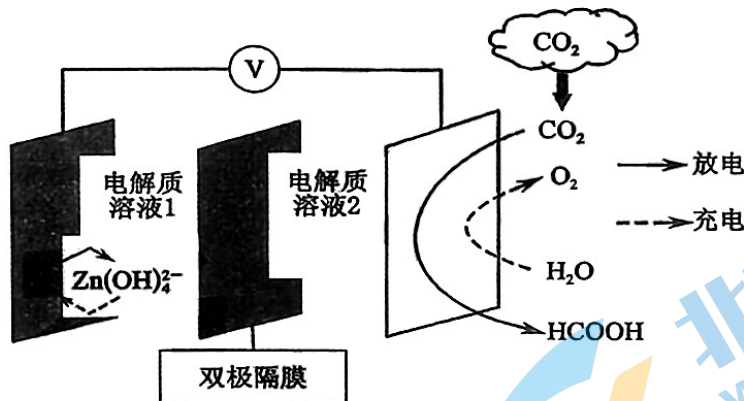 CO₂
V
CO₂
电解质
溶液1
电解质
溶液2
O₂
放电
充电
Zn(OH)₄²⁻
H₂O
HCOOH
双极隔膜
北